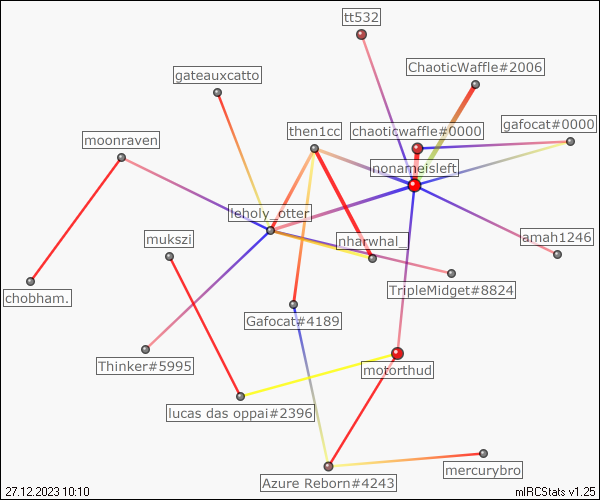 tt532
ChaoticWaffle#2006
gateauxcatto
gafocat#0000
then1cc
chaoticwaffle#0000
moonraven
nonameisleft
leholy_otter
amah1246
mukszi
nharwhal_
TripleMidget#8824
chobham.
Gafocat#4189
Thinker#5995
motorthud
lucas das oppai#2396
mercurybro
Azure Reborn#4243
27.12.2023 10:10
mIRCStats v1.25